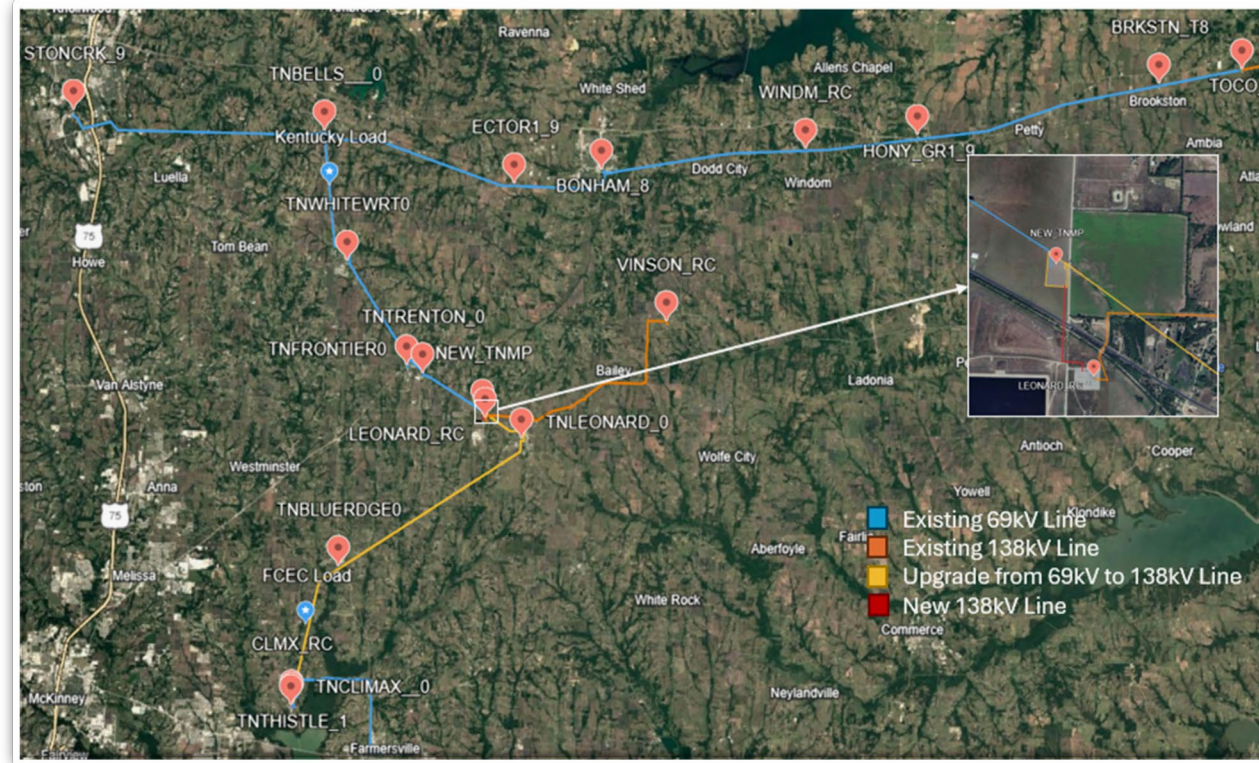 Ravenna
BRKSTN_T8
STONCRK_9
TNBELLS___0
Allens Chapel
White Shed
WINDM_RC
TOCO
Brookston
Kentucky Load
ECTOR1_9
HONY_GR1_9
Petty
Ambia
Luella
BONHAM_8
Dodd City
Windom
TNWHITEWRT0
75
Howe
Tom Bean
NEW_TNMP
VINSON_RC
TNTRENTON_0
TNFRONTIER0
NEW_TNMP
Van Alstyne
Bailey
Ladonia
LEONARD_RC
LEONARD_RC
TNLEONARD_0
Westminster
Wolfe City
Antioch
Cooper
Anna
75
TNBLUERDGE0
Yowell
Klondike
Existing 69kV Line
Aberfoyle
Existing 138kV Line
Melissa
FCEC Load
Upgrade from 69kV to 138kV Line
White Rock
New 138kV Line
Commerce
CLMX_RC
McKinney
TNCLIMAX__0
Neylandville
TNTHISTLE_1
Farmersville
Fairview